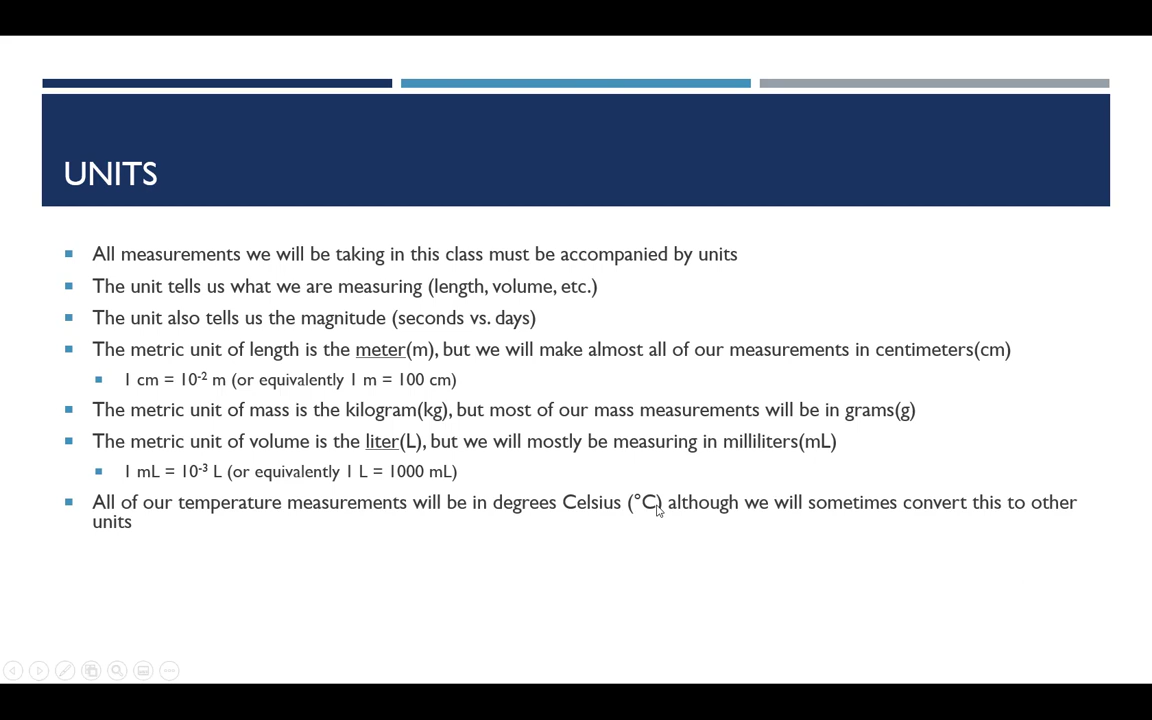 UNITS
All measurements we will be taking in this class must be accompanied by units
The unit tells us what we are measuring (length, volume, etc.)
The unit also tells us the magnitude (seconds vs. days)
The metric unit of length is the meter(m), but we will make almost all of our measurements in centimeters(cm)
1 cm = 10⁻² m (or equivalently 1 m = 100 cm)
The metric unit of mass is the kilogram(kg), but most of our mass measurements will be in grams(g)
The metric unit of volume is the liter(L), but we will mostly be measuring in milliliters(mL)
1 mL = 10⁻³ L (or equivalently 1 L = 1000 mL)
All of our temperature measurements will be in degrees Celsius (°C) although we will sometimes convert this to other
units